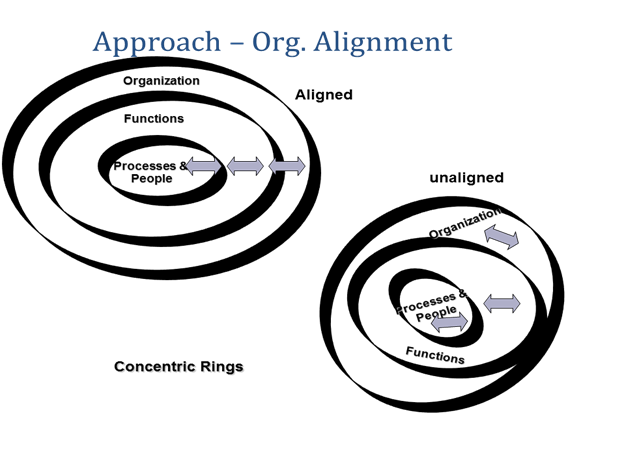 Approach – Org. Alignment
Organization
Aligned
Functions
Processes &
People
unaligned
Organization
Processes &
People
Functions
Concentric Rings